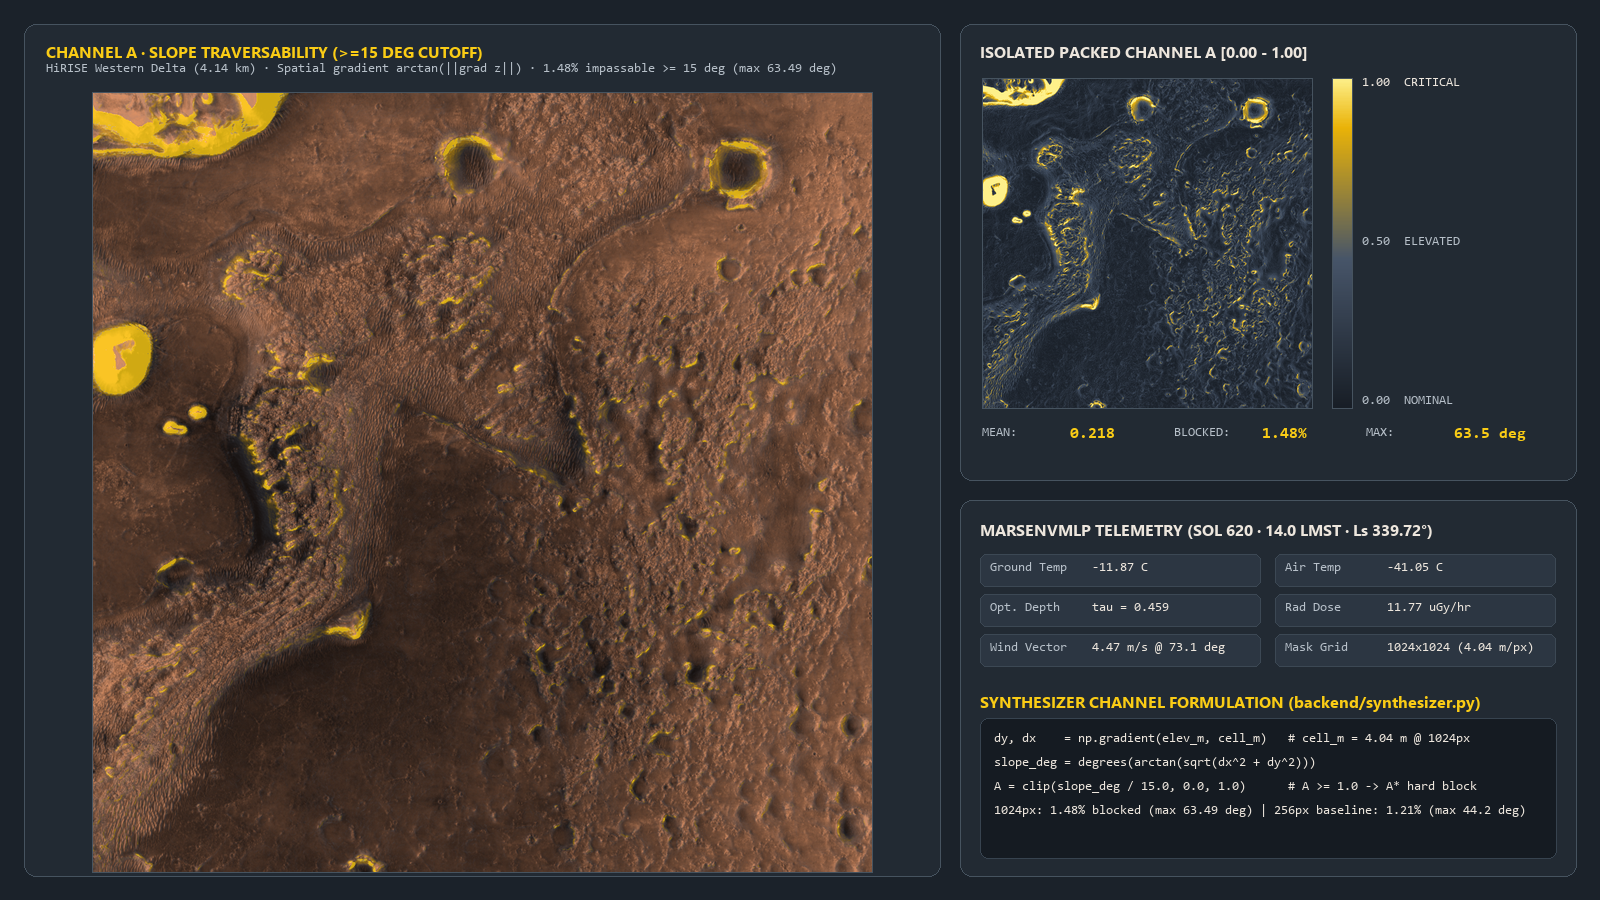 CHANNEL A · SLOPE TRAVERSABILITY (>=15 DEG CUTOFF)
HiRISE Western Delta (4.14 km) · Spatial gradient arctan(||grad z||) · 1.48% impassable >= 15 deg (max 63.49 deg)
ISOLATED PACKED CHANNEL A [0.00 - 1.00]
1.00 CRITICAL
0.50 ELEVATED
0.00 NOMINAL
MEAN: 0.218 BLOCKED: 1.48% MAX: 63.5 deg
MARSENVMLP TELEMETRY (SOL 620 · 14.0 LMST · Ls 339.72°)
Ground Temp -11.87 C Air Temp -41.05 C
Opt. Depth tau = 0.459 Rad Dose 11.77 uGy/hr
Wind Vector 4.47 m/s @ 73.1 deg Mask Grid 1024x1024 (4.04 m/px)
SYNTHESIZER CHANNEL FORMULATION (backend/synthesizer.py)
dy, dx = np.gradient(elev_m, cell_m) # cell_m = 4.04 m @ 1024px
slope_deg = degrees(arctan(sqrt(dx^2 + dy^2)))
A = clip(slope_deg / 15.0, 0.0, 1.0) # A >= 1.0 -> A* hard block
1024px: 1.48% blocked (max 63.49 deg) | 256px baseline: 1.21% (max 44.2 deg)